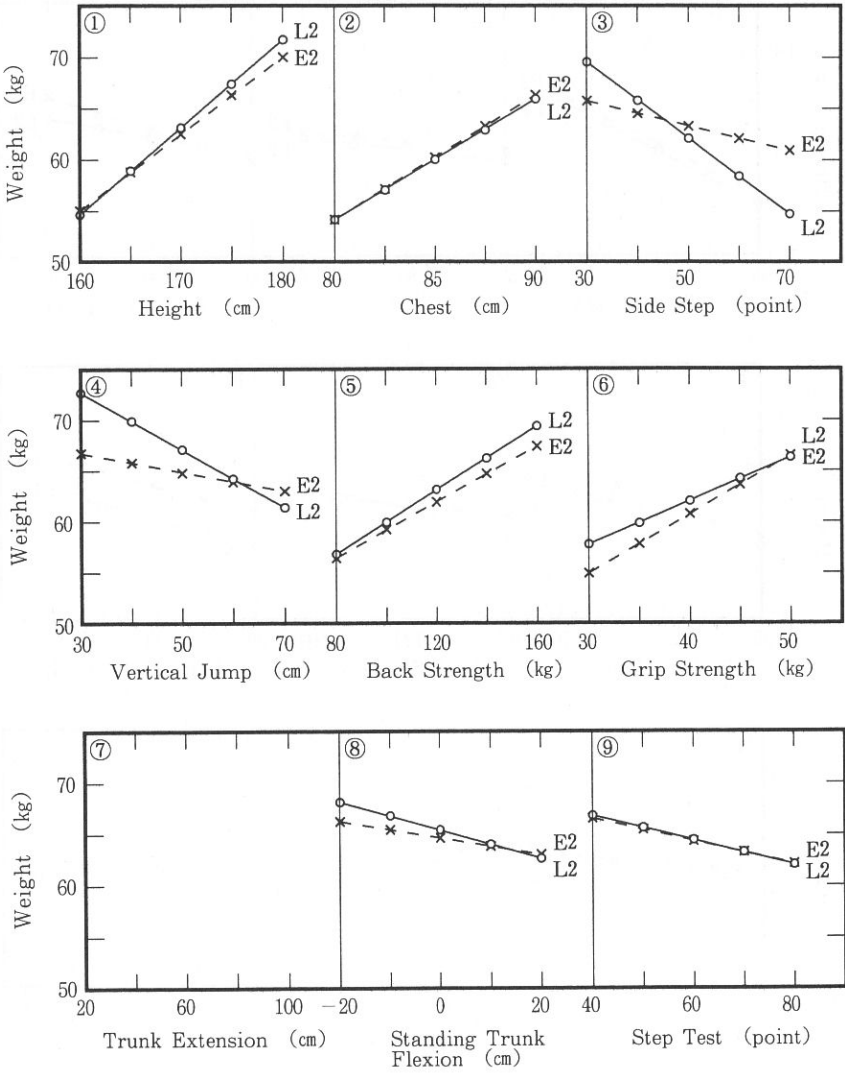 ① ② ③
Weight (kg)
70
60
50
L2
E2
E2
L2
E2
L2
160 170 180 80 85 90 30 50 70
Height (cm) Chest (cm) Side Step (point)
④ ⑤ ⑥
Weight (kg)
70
60
50
E2
L2
L2
E2
L2
E2
30 50 70 80 120 160 30 40 50
Vertical Jump (cm) Back Strength (kg) Grip Strength (kg)
⑦ ⑧ ⑨
Weight (kg)
70
60
50
E2
L2
E2
L2
20 60 100 −20 0 20 40 60 80
Trunk Extension (cm) Standing Trunk Step Test (point)
Flexion (cm)